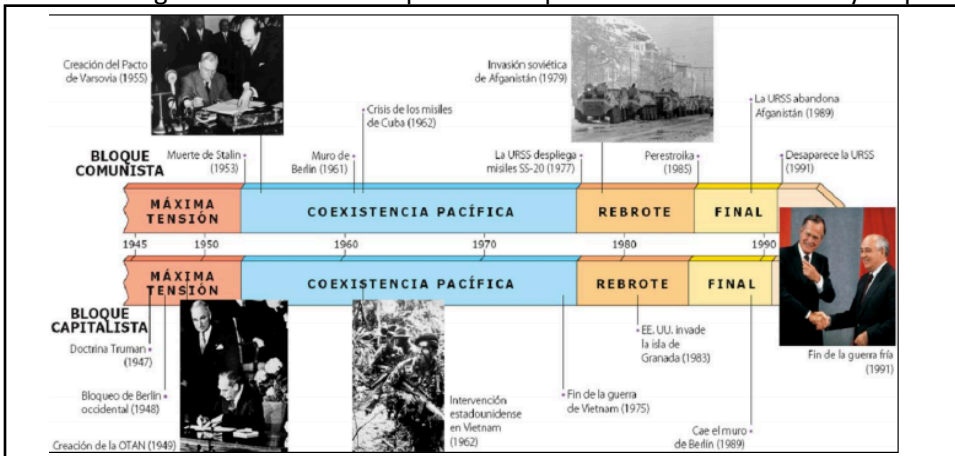 Creación del Pacto
de Varsovia (1955)
Invasión soviética
de Afganistán (1979)
Crisis de los misiles
de Cuba (1962)
La URSS abandona
Afganistán (1989)
BLOQUE
COMUNISTA
Muerte de Stalin
(1953)
Muro de
Berlín (1961)
La URSS despliega
misiles SS-20 (1977)
Perestroika
(1985)
Desaparece la URSS
(1991)
MÁXIMA
TENSIÓN
COEXISTENCIA PACÍFICA
REBROTE
FINAL
1945 1950 1960 1970 1980 1990
MÁXIMA
TENSIÓN
COEXISTENCIA PACÍFICA
REBROTE
FINAL
BLOQUE
CAPITALISTA
Doctrina Truman
(1947)
Bloqueo de Berlín
occidental (1948)
Creación de la OTAN (1949)
Intervención
estadounidense
en Vietnam
(1962)
Fin de la guerra
de Vietnam (1975)
EE. UU. invade
la isla de
Granada (1983)
Cae el muro
de Berlín (1989)
Fin de la guerra fría
(1991)